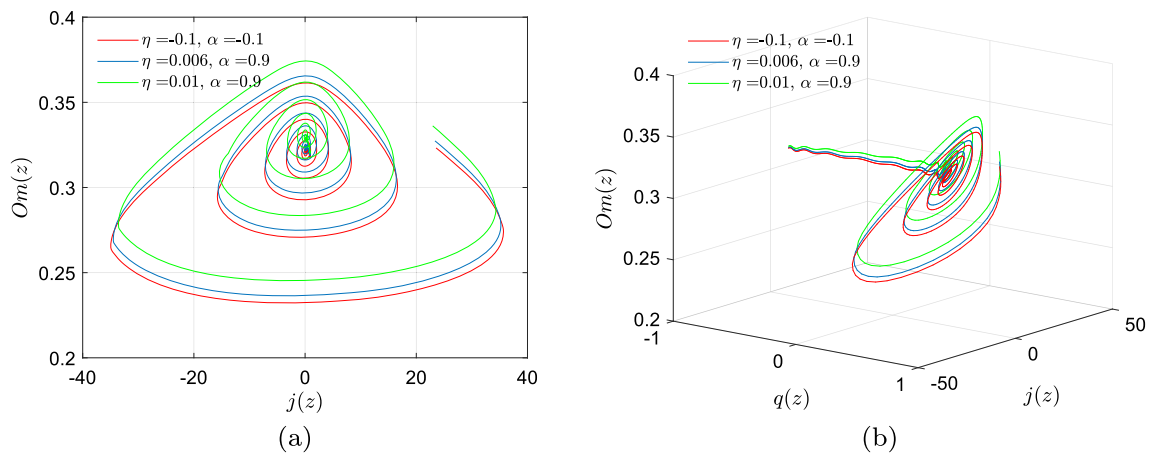 0.4
0.35
0.3
0.25
0.2
Om(z)
η =-0.1, α =-0.1
η =0.006, α =0.9
η =0.01, α =0.9
-40
-20
0
20
40
j(z)
(a)
0.4
0.35
0.3
0.25
0.2
Om(z)
η =-0.1, α =-0.1
η =0.006, α =0.9
η =0.01, α =0.9
-1
0
1
q(z)
-50
0
50
j(z)
(b)